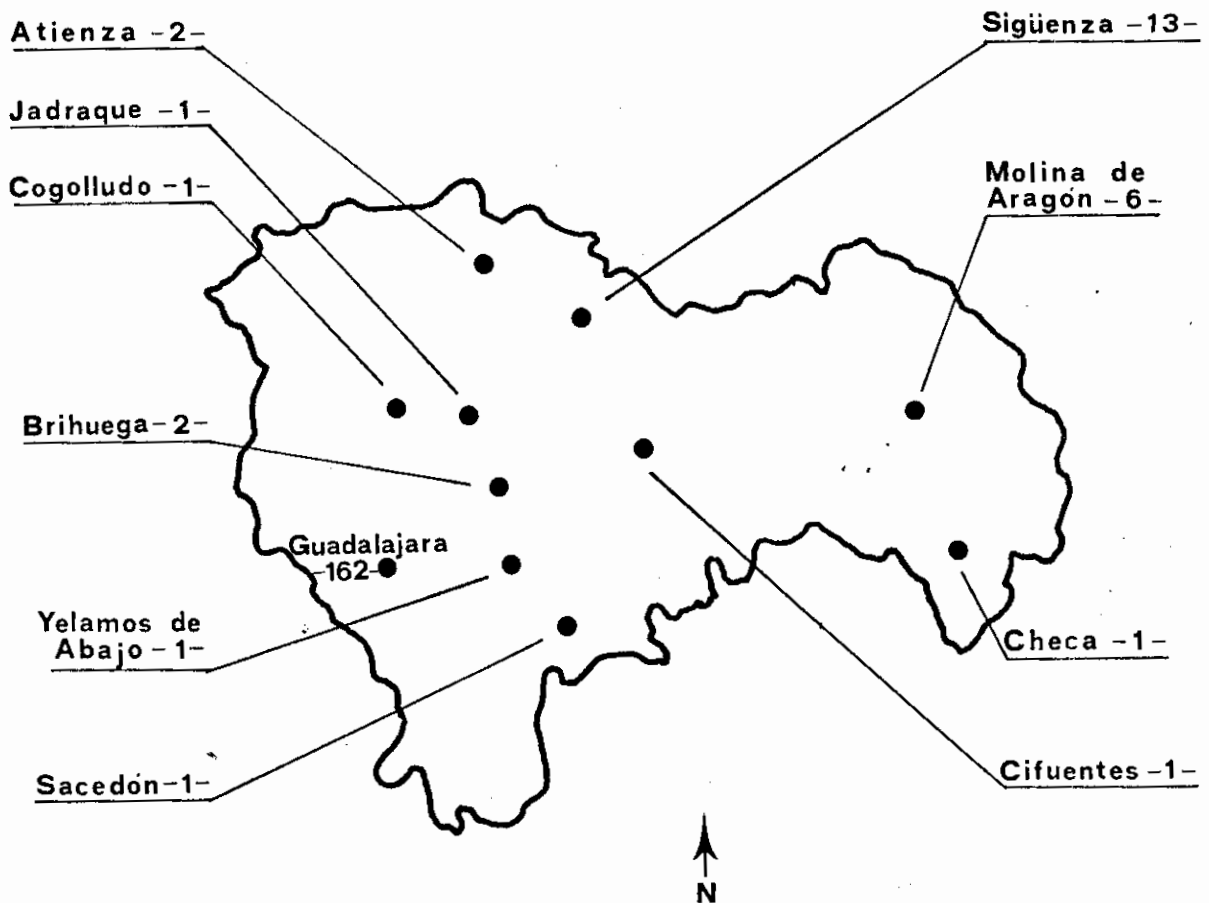 Atienza -2-
Sigüenza -13-
Jadraque -1-
Cogolludo -1-
Molina de
Aragón -6-
Brihuega-2-
Guadalajara
-162-
Yelamos de
Abajo -1-
Checa -1-
Sacedón-1-
Cifuentes -1-
N